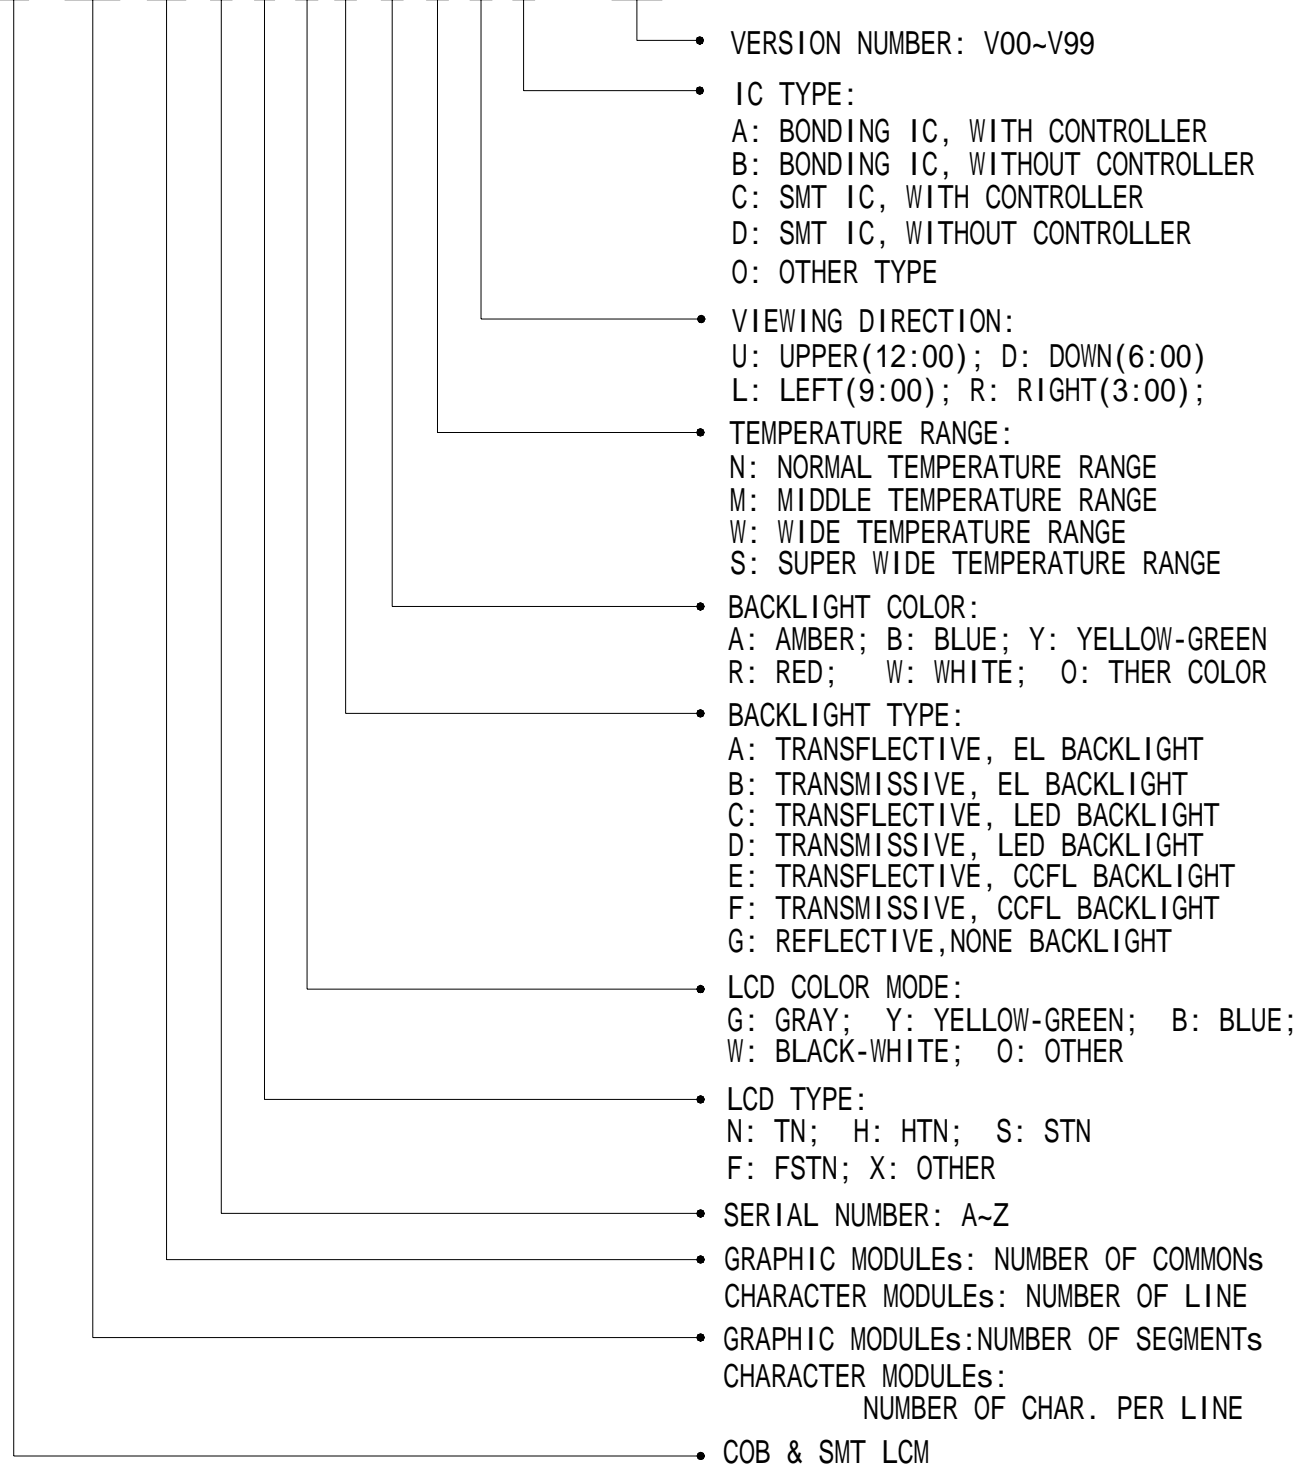 VERSION NUMBER: V00~V99
IC TYPE:
A: BONDING IC, WITH CONTROLLER
B: BONDING IC, WITHOUT CONTROLLER
C: SMT IC, WITH CONTROLLER
D: SMT IC, WITHOUT CONTROLLER
O: OTHER TYPE
VIEWING DIRECTION:
U: UPPER(12:00); D: DOWN(6:00)
L: LEFT(9:00); R: RIGHT(3:00);
TEMPERATURE RANGE:
N: NORMAL TEMPERATURE RANGE
M: MIDDLE TEMPERATURE RANGE
W: WIDE TEMPERATURE RANGE
S: SUPER WIDE TEMPERATURE RANGE
BACKLIGHT COLOR:
A: AMBER; B: BLUE; Y: YELLOW-GREEN
R: RED; W: WHITE; O: THER COLOR
BACKLIGHT TYPE:
A: TRANSFLECTIVE, EL BACKLIGHT
B: TRANSMISSIVE, EL BACKLIGHT
C: TRANSFLECTIVE, LED BACKLIGHT
D: TRANSMISSIVE, LED BACKLIGHT
E: TRANSFLECTIVE, CCFL BACKLIGHT
F: TRANSMISSIVE, CCFL BACKLIGHT
G: REFLECTIVE,NONE BACKLIGHT
LCD COLOR MODE:
G: GRAY; Y: YELLOW-GREEN; B: BLUE;
W: BLACK-WHITE; O: OTHER
LCD TYPE:
N: TN; H: HTN; S: STN
F: FSTN; X: OTHER
SERIAL NUMBER: A~Z
GRAPHIC MODULEs: NUMBER OF COMMONs
CHARACTER MODULEs: NUMBER OF LINE
GRAPHIC MODULEs:NUMBER OF SEGMENTs
CHARACTER MODULEs:
NUMBER OF CHAR. PER LINE
COB & SMT LCM